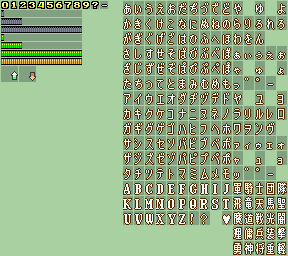 0123456789??-
あいうえおだぢづでどや ゆ よ
かきくけこなにぬねのらりるれろ
がぎぐげごはひふへほわをん
さしすせそばびぶべぼぁぃぅぇぉ
ざじずぜぞぱぴぷぺぽゃ ゅ ょ
たちつてとまみむめもっ゛゜ー
アイウエオダヂヅデドヤ ユ ヨ
カキクケコナニヌネノラリルレロ
ガギグゲゴハヒフヘホワヲンヴ
サンスセソバビブベボァィゥェォ
ザジズゼゾパピプペポャ ュ ョ
タチツテトマミムメモッ゛゜ー
ABCDEFGHIJ軍騎士団隊
KLMNOPQRST飛竜天馬聖
UVWXYZ!? ♥魔道戦光闇
傭兵装撃
勇神将重軽